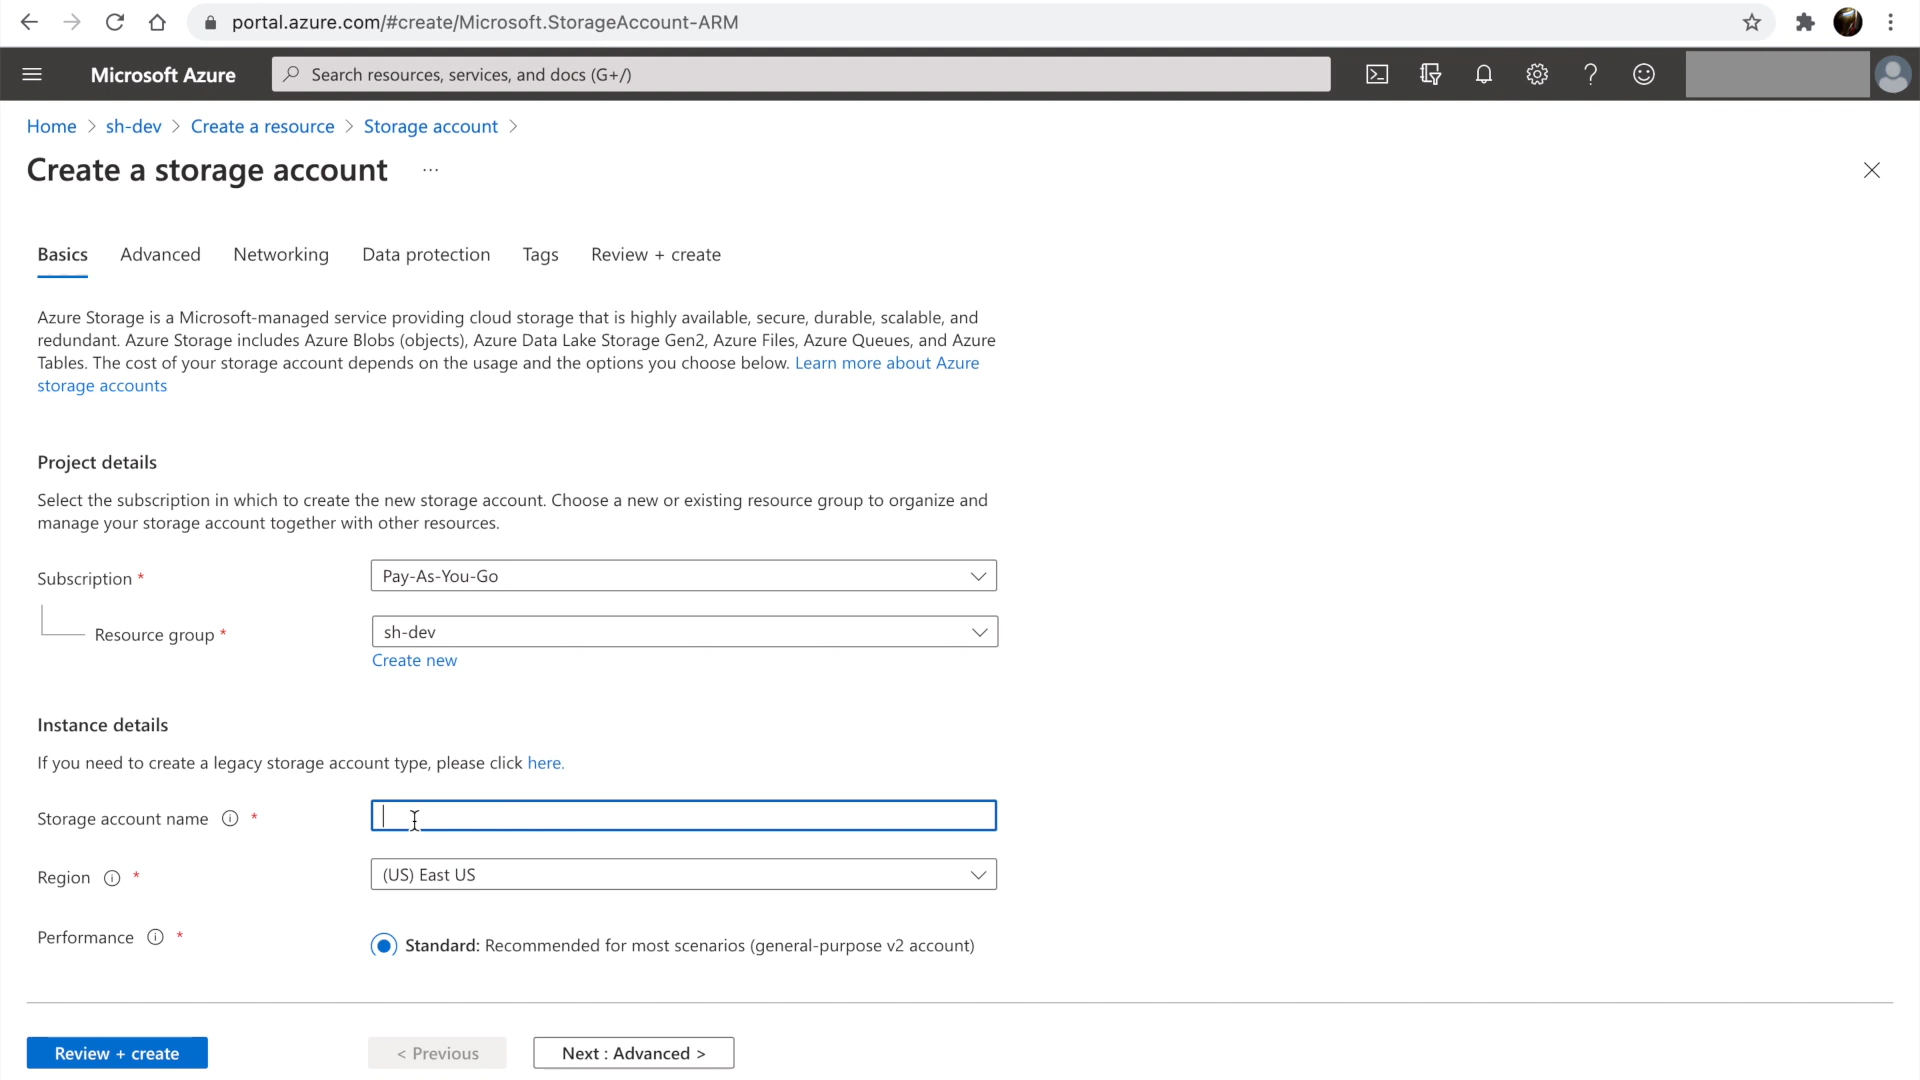 portal.azure.com/#create/Microsoft.StorageAccount-ARM
Microsoft Azure
Search resources, services, and docs (G+/)
Home > sh-dev > Create a resource > Storage account >
Create a storage account ...
Basics Advanced Networking Data protection Tags Review + create
Azure Storage is a Microsoft-managed service providing cloud storage that is highly available, secure, durable, scalable, and
redundant. Azure Storage includes Azure Blobs (objects), Azure Data Lake Storage Gen2, Azure Files, Azure Queues, and Azure
Tables. The cost of your storage account depends on the usage and the options you choose below. Learn more about Azure
storage accounts
Project details
Select the subscription in which to create the new storage account. Choose a new or existing resource group to organize and
manage your storage account together with other resources.
Subscription * Pay-As-You-Go
Resource group * sh-dev
Create new
Instance details
If you need to create a legacy storage account type, please click here.
Storage account name *
Region * (US) East US
Performance * Standard: Recommended for most scenarios (general-purpose v2 account)
Review + create < Previous Next : Advanced >